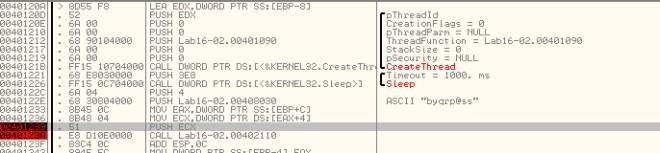 0040120A > 8D55 F8 LEA EDX,DWORD PTR SS:[EBP-8]
0040120D . 52 PUSH EDX pThreadId
0040120E . 6A 00 PUSH 0 CreationFlags = 0
00401210 . 6A 00 PUSH 0 pThreadParm = NULL
00401212 . 68 90104000 PUSH Lab16-02.00401090 ThreadFunction = Lab16-02.00401090
00401217 . 6A 00 PUSH 0 StackSize = 0
00401219 . 6A 00 PUSH 0 pSecurity = NULL
0040121B . FF15 10704000 CALL DWORD PTR DS:[<&KERNEL32.CreateThre CreateThread
00401221 . 68 E8030000 PUSH 3E8 Timeout = 1000. ms
00401226 . FF15 0C704000 CALL DWORD PTR DS:[<&KERNEL32.Sleep>] Sleep
0040122C . 6A 04 PUSH 4
0040122E . 68 30804000 PUSH Lab16-02.00408030 ASCII "byqrp@ss"
00401233 . 8B45 0C MOV EAX,DWORD PTR SS:[EBP+C]
00401236 . 8B48 04 MOV ECX,DWORD PTR DS:[EAX+4]
00401239 . 51 PUSH ECX
0040123A . E8 D10E0000 CALL Lab16-02.00402110
0040123F . 83C4 0C ADD ESP,0C